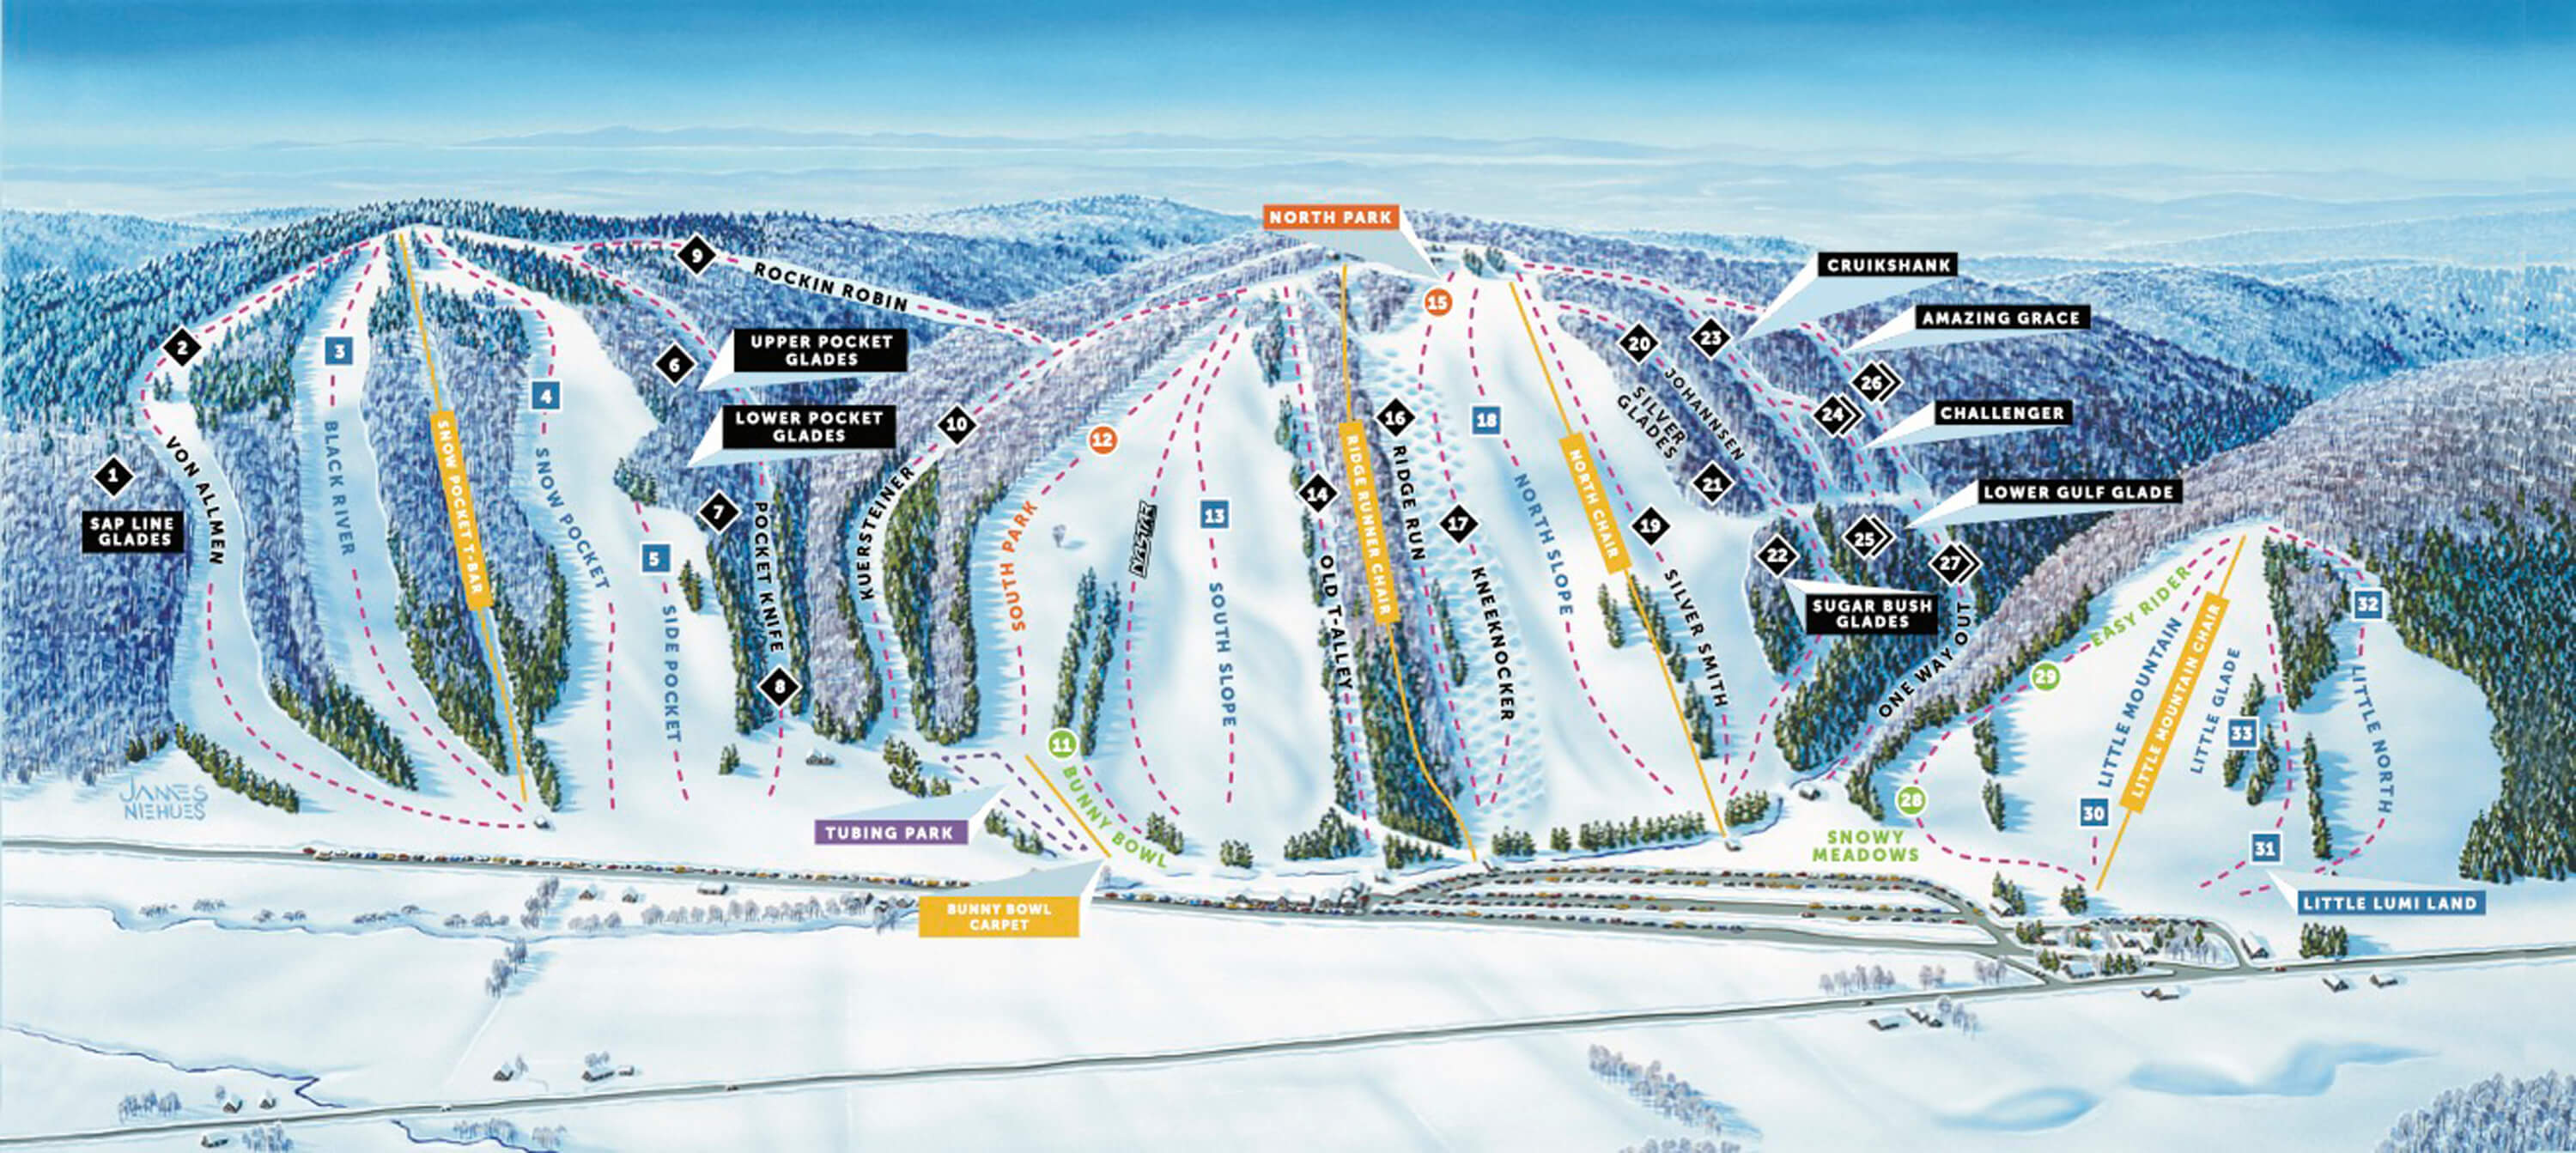 NORTH PARK
CRUIKSHANK
9
ROCKIN ROBIN
15
AMAZING GRACE
2
3
UPPER POCKET
GLADES
6
20
23
26
4
LOWER POCKET
GLADES
10
12
16
18
24
CHALLENGER
JOHANNSEN
SILVER
GLADES
1
VON ALLMEN
BLACK RIVER
SNOW POCKET T-BAR
SNOW POCKET
SAP LINE
GLADES
7
POCKET KNIFE
KUERSTEINER
SOUTH PARK
NASTAR
13
14
RIDGE RUNNER CHAIR
RIDGE RUN
17
NORTH SLOPE
NORTH CHAIR
19
21
LOWER GULF GLADE
22
25
27
5
SIDE POCKET
SOUTH SLOPE
OLD T-ALLEY
KNEEKNOCKER
SILVER SMITH
SUGAR BUSH
GLADES
ONE WAY OUT
EASY RIDER
29
32
8
LITTLE MOUNTAIN
LITTLE MOUNTAIN CHAIR
LITTLE GLADE
33
LITTLE NORTH
11
BUNNY BOWL
JAMES
NIEHUES
TUBING PARK
28
SNOWY
MEADOWS
30
31
LITTLE LUMI LAND
BUNNY BOWL
CARPET